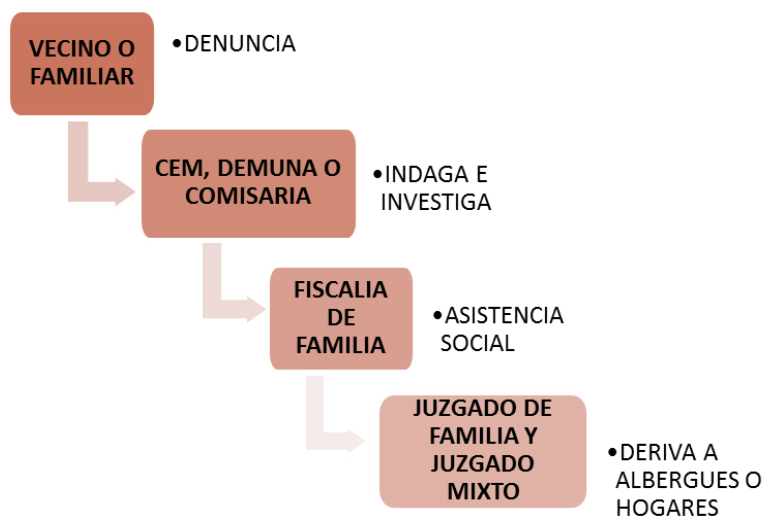 VECINO O
FAMILIAR
•DENUNCIA
CEM, DEMUNA O
COMISARIA
•INDAGA E
INVESTIGA
FISCALIA
DE
FAMILIA
•ASISTENCIA
SOCIAL
JUZGADO DE
FAMILIA Y
JUZGADO
MIXTO
•DERIVA A
ALBERGUES O
HOGARES